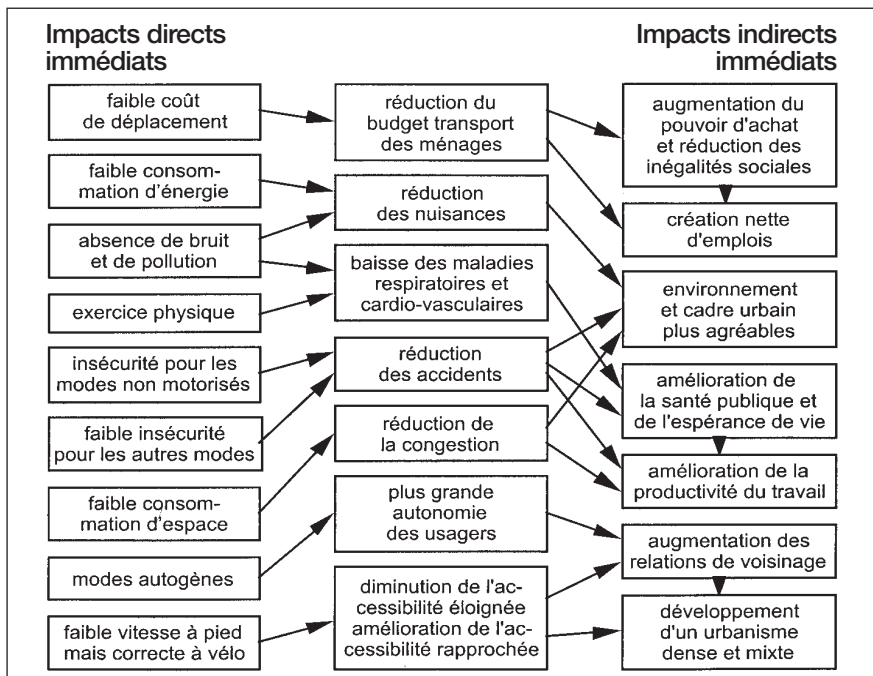 Impacts directs
immédiats
faible coût
de déplacement
faible consom-
mation d'énergie
absence de bruit
et de pollution
exercice physique
insécurité pour les
modes non motorisés
faible insécurité
pour les autres modes
faible consom-
mation d'espace
modes autogènes
faible vitesse à pied
mais correcte à vélo
réduction du
budget transport
des ménages
réduction
des nuisances
baisse des maladies
respiratoires et
cardio-vasculaires
réduction
des accidents
réduction de
la congestion
plus grande
autonomie
des usagers
diminution de l'ac-
cessibilité éloignée
amélioration de l'ac-
cessibilité rapprochée
Impacts indirects
immédiats
augmentation du
pouvoir d'achat
et réduction des
inégalités sociales
création nette
d'emplois
environnement
et cadre urbain
plus agréables
amélioration de
la santé publique et
de l'espérance de vie
amélioration de la
productivité du travail
augmentation des
relations de voisinage
développement
d'un urbanisme
dense et mixte